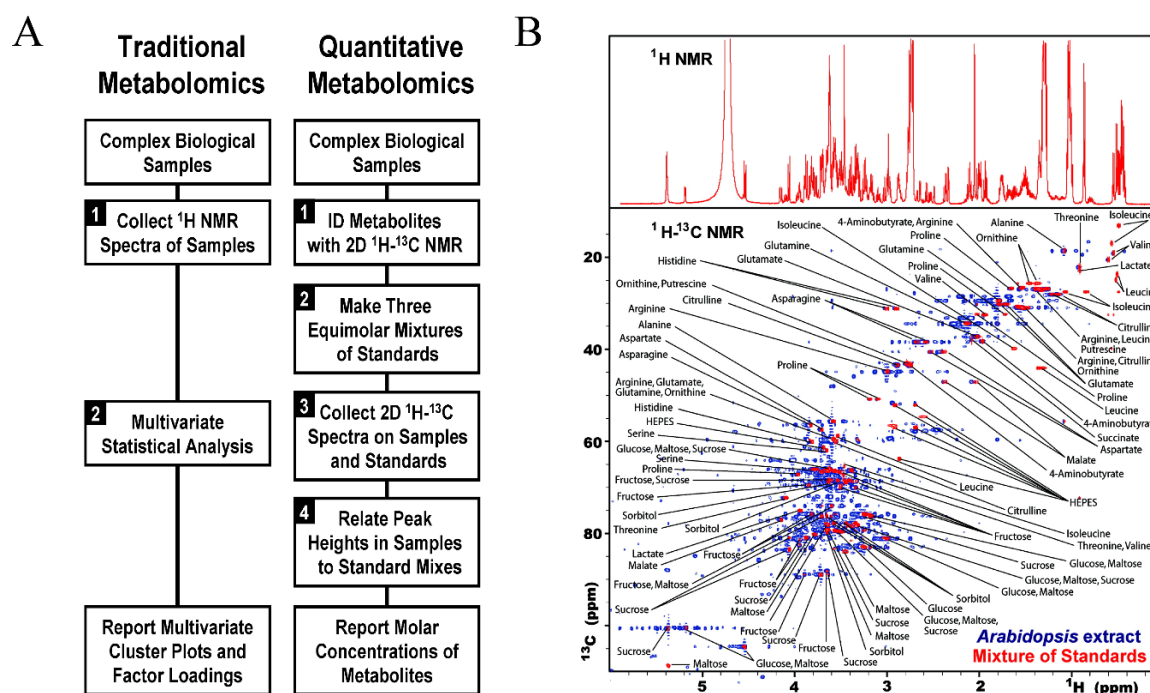 A
Traditional
Metabolomics
Complex Biological
Samples
1
Collect ¹H NMR
Spectra of Samples
2
Multivariate
Statistical Analysis
Report Multivariate
Cluster Plots and
Factor Loadings
Quantitative
Metabolomics
Complex Biological
Samples
1
ID Metabolites
with 2D ¹H-¹³C NMR
2
Make Three
Equimolar Mixtures
of Standards
3
Collect 2D ¹H-¹³C
Spectra on Samples
and Standards
4
Relate Peak
Heights in Samples
to Standard Mixes
Report Molar
Concentrations of
Metabolites
B
¹H NMR
¹H-¹³C NMR
4-Aminobutyrate, Arginine
Alanine
Threonine
Isoleucine
Isoleucine
Proline
Ornithine
Glutamine
Glutamine
Valine
Glutamate
Proline
Lactate
Histidine
Valine
Leucin
Ornithine, Putrescine
Asparagine
Isoleucin
Citrulline
Arginine
Citrulli
Alanine
Arginine, Leucin
Aspartate
Putrescine
Asparagine
Arginine, Citrullin
Proline
Ornithine
Glutamate
Arginine, Glutamate,
Glutamine, Ornithine
Proline
Leucine
Histidine
4-Aminobutyrat
HEPES
Succinate
Serine
Aspartate
Glucose, Maltose, Sucrose
Malate
Serine
4-Aminobutyrate
Proline
Leucine
HEPES
Fructose, Sucrose
Citrulline
Fructose
Sorbitol
Sorbitol
Isoleucine
Threonine
Fructose
Threonine, Valine
Lactate
Fructose
Sucrose
Glucose, Maltose
Malate
Glucose, Maltose, Sucrose
Fructose, Maltose
Fructose
Sorbitol
Glucose, Maltose
Sucrose
Sucrose
Maltose
Maltose
Sucrose
Glucose
Glucose, Maltose,
Sucrose
Maltose
Fructose
Sorbitol
Sucrose
Sucrose
Fructose
Sucrose
Maltose
Glucose, Maltose
Arabidopsis extract
Mixture of Standards
20
40
60
80
¹³C (ppm)
5
4
3
2
¹H (ppm)